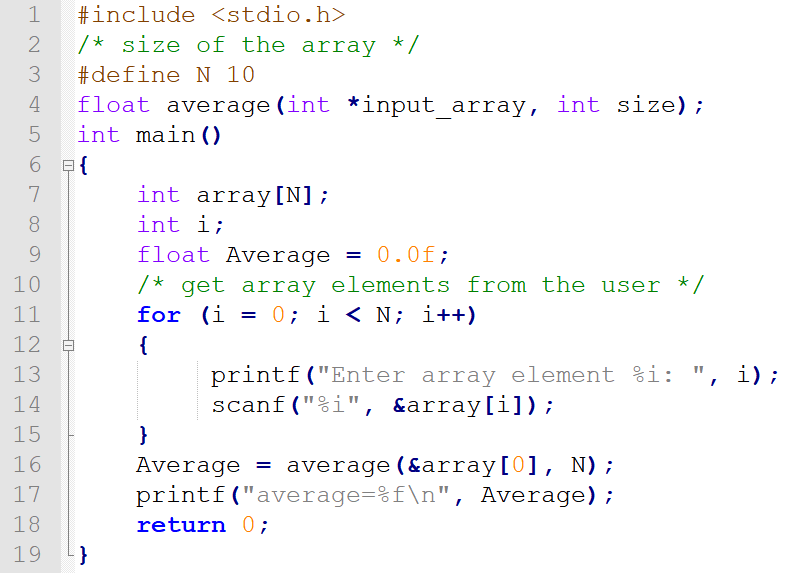 1 #include <stdio.h>
2 /* size of the array */
3 #define N 10
4 float average(int *input_array, int size);
5 int main()
6 {
7     int array[N];
8     int i;
9     float Average = 0.0f;
10     /* get array elements from the user */
11     for (i = 0; i < N; i++)
12     {
13          printf("Enter array element %i: ", i);
14          scanf("%i", &array[i]);
15     }
16     Average = average(&array[0], N);
17     printf("average=%f\n", Average);
18     return 0;
19 }